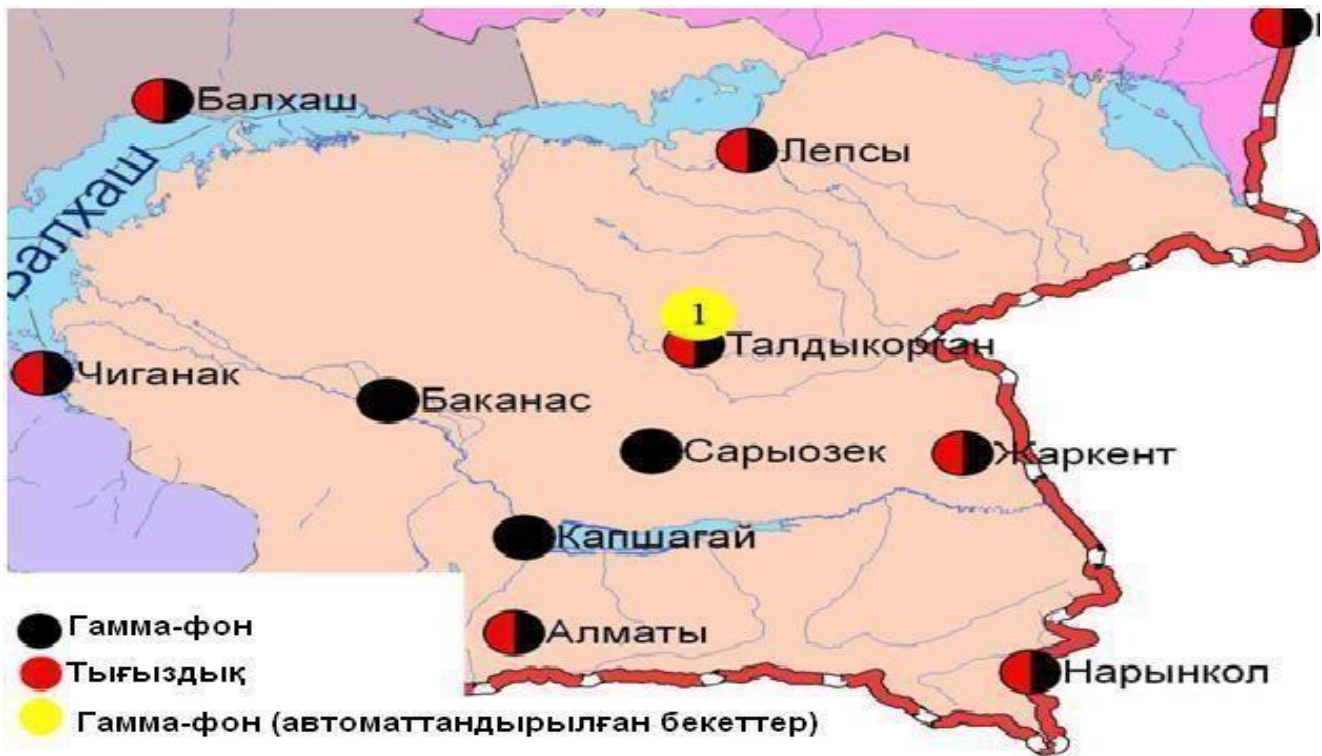 Балхаш
Лепсы
Балхаш
1
Талдыкорган
Чиганак
Баканас
Сарыозек
Жаркент
Капшагай
Алматы
Нарынкол
Гамма-фон
Тығыздық
Гамма-фон (автоматтандырылған бекеттер)